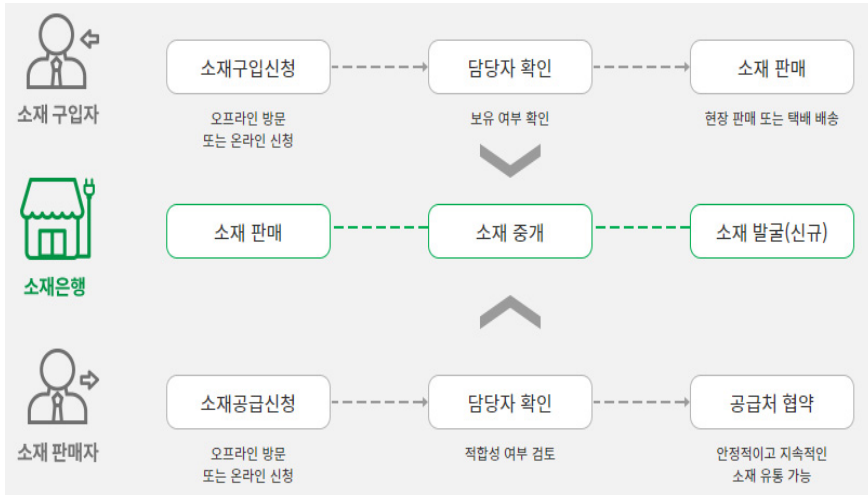 소재구입신청
담당자 확인
소재 판매
소재 구입자
오프라인 방문
또는 온라인 신청
보유 여부 확인
현장 판매 또는 택배 배송
소재 판매
소재 중개
소재 발굴(신규)
소재은행
소재공급신청
담당자 확인
공급처 협약
소재 판매자
오프라인 방문
또는 온라인 신청
적합성 여부 검토
안정적이고 지속적인
소재 유통 가능